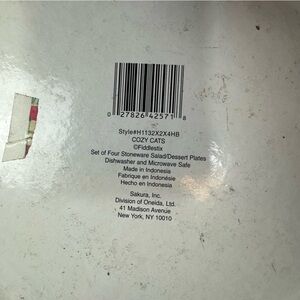 0 27826 42571 8
Style#H1132X2X4HB
COZY CATS
©Fiddlestix
Set of Four Stoneware Salad/Dessert Plates
Dishwasher and Microwave Safe
Made in Indonesia
Fabrique en Indonésie
Hecho en Indonesia
Sakura, Inc.
Division of Oneida, Ltd.
41 Madison Avenue
New York, NY 10010